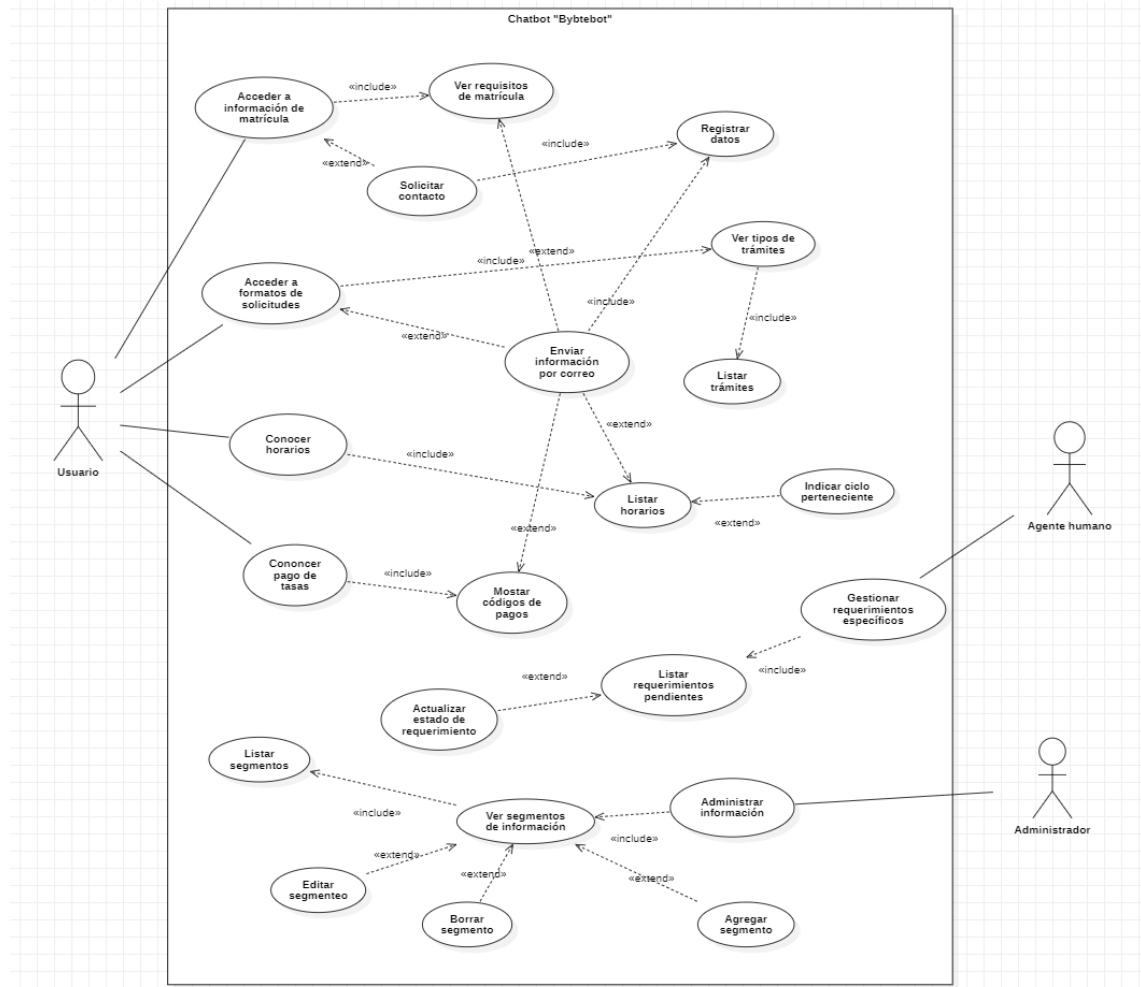 Chatbot "Bybtebot"
Acceder a
información de
matrícula
«include»
Ver requisitos
de matrícula
Registrar
datos
«include»
«extend»
Solicitar
contacto
Ver tipos de
trámites
«extend»
«include»
Acceder a
formatos de
solicitudes
«include»
«include»
«extend»
Enviar
información
por correo
Listar
trámites
Usuario
Conocer
horarios
«extend»
«include»
Listar
horarios
Indicar ciclo
perteneciente
«extend»
«extend»
Agente humano
Cononcer
pago de
tasas
«include»
Mostar
códigos de
pagos
Gestionar
requerimientos
específicos
«include»
«extend»
Listar
requerimientos
pendientes
Actualizar
estado de
requerimiento
Listar
segmentos
«include»
Ver segmentos
de información
Administrar
información
«include»
Administrador
«extend»
«extend»
«extend»
Editar
segmenteo
Borrar
segmento
Agregar
segmento